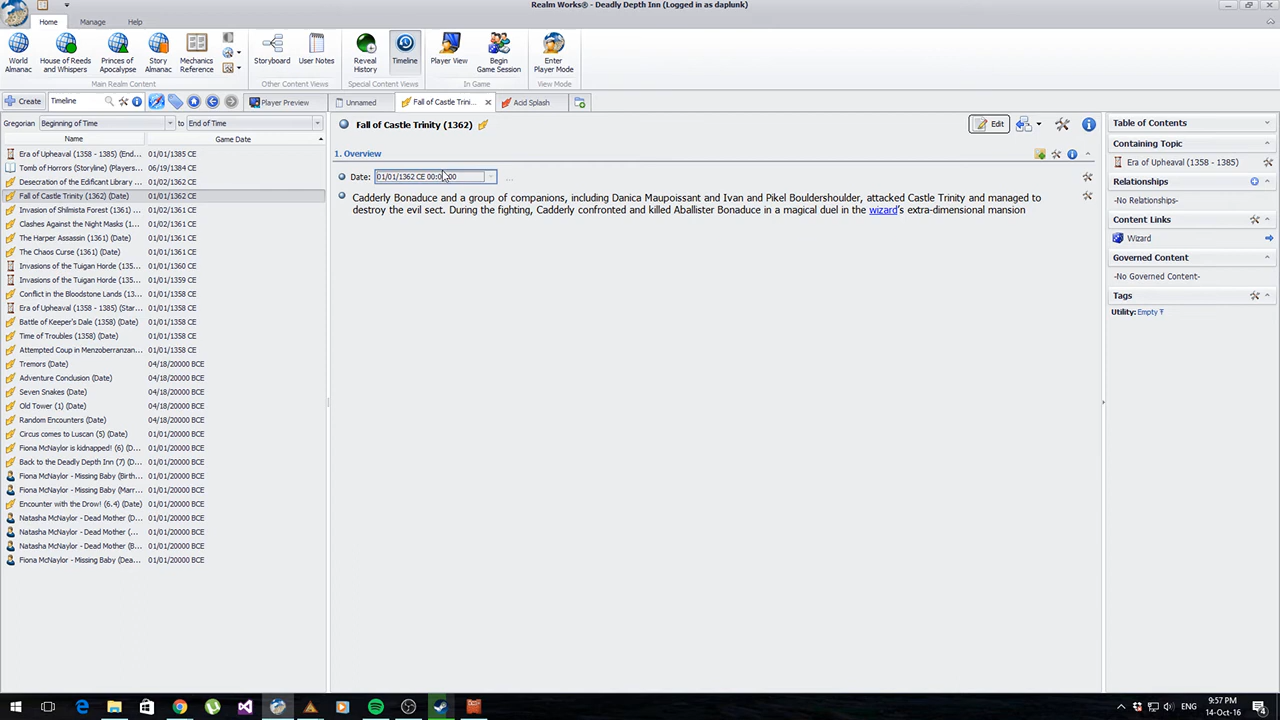 Realm Works® - Deadly Depth Inn (Logged in as daplunk)
Home Manage Help
World Almanac
House of Reeds and Whispers
Princes of Apocalypse
Story Almanac
Mechanics Reference
Storyboard
User Notes
Reveal History
Timeline
Player View
Begin Game Session
Enter Player Mode
Main Realm Content
Other Content Views
Special Content Views
In Game
View Mode
Create Timeline
Player Preview
Unnamed
Fall of Castle Trini...
Acid Splash
Gregorian Beginning of Time to End of Time
Name Game Date
Era of Upheaval (1358 - 1385) (End... 01/01/1385 CE
Tomb of Horrors (Storyline) (Players... 06/19/1384 CE
Desecration of the Edificant Library ... 01/02/1362 CE
Fall of Castle Trinity (1362) (Date) 01/01/1362 CE
Invasion of Shilmista Forest (1361) ... 01/02/1361 CE
Clashes Against the Night Masks (1... 01/02/1361 CE
The Harper Assassin (1361) (Date) 01/01/1361 CE
The Chaos Curse (1361) (Date) 01/01/1361 CE
Invasions of the Tuigan Horde (135... 01/01/1360 CE
Invasions of the Tuigan Horde (135... 01/01/1359 CE
Conflict in the Bloodstone Lands (13... 01/01/1358 CE
Era of Upheaval (1358 - 1385) (Star... 01/01/1358 CE
Battle of Keeper's Dale (1358) (Date) 01/01/1358 CE
Time of Troubles (1358) (Date) 01/01/1358 CE
Attempted Coup in Menzoberranzan... 01/01/1358 CE
Tremors (Date) 04/18/20000 BCE
Adventure Conclusion (Date) 04/18/20000 BCE
Seven Snakes (Date) 04/18/20000 BCE
Old Tower (1) (Date) 04/18/20000 BCE
Random Encounters (Date) 04/18/20000 BCE
Circus comes to Luscan (5) (Date) 01/01/20000 BCE
Fiona McNaylor is kidnapped! (6) (D... 01/01/20000 BCE
Back to the Deadly Depth Inn (7) (D... 01/01/20000 BCE
Fiona McNaylor - Missing Baby (Birth... 01/01/20000 BCE
Fiona McNaylor - Missing Baby (Marr... 01/01/20000 BCE
Encounter with the Drow! (6.4) (Date) 01/01/20000 BCE
Natasha McNaylor - Dead Mother (D... 01/01/20000 BCE
Natasha McNaylor - Dead Mother (... 01/01/20000 BCE
Natasha McNaylor - Dead Mother (B... 01/01/20000 BCE
Fiona McNaylor - Missing Baby (Dea... 01/01/20000 BCE
Fall of Castle Trinity (1362)
Edit
1. Overview
Date: 01/01/1362 CE
Cadderly Bonaduce and a group of companions, including Danica Maupoissant and Ivan and Pikel Bouldershoulder, attacked Castle Trinity and managed to
destroy the evil sect. During the fighting, Cadderly confronted and killed Aballister Bonaduce in a magical duel in the wizard's extra-dimensional mansion
Table of Contents
Containing Topic
Era of Upheaval (1358 - 1385)
Relationships
-No Relationships-
Content Links
Wizard
Governed Content
-No Governed Content-
Tags
Utility: Empty
9:57 PM
14-Oct-16